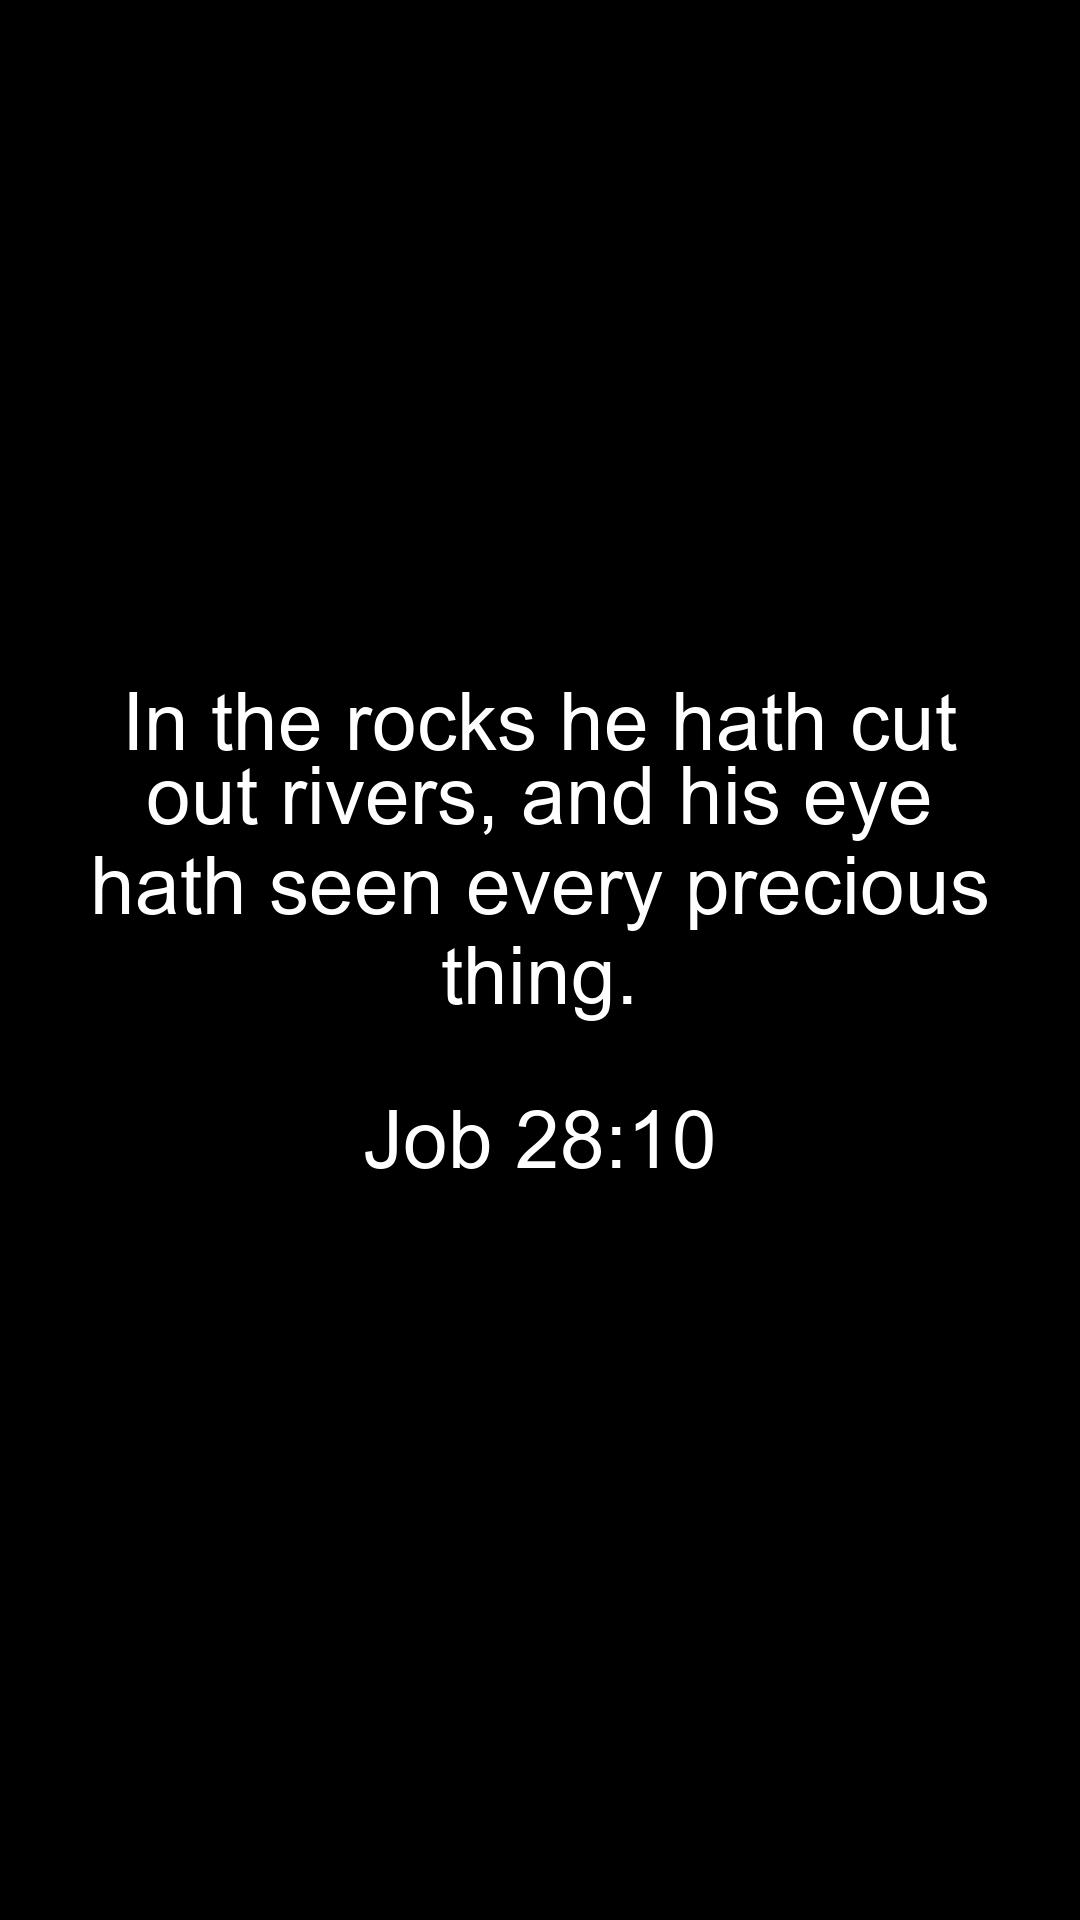 In the rocks he hath cut
out rivers, and his eye
hath seen every precious
thing.
Job 28:10